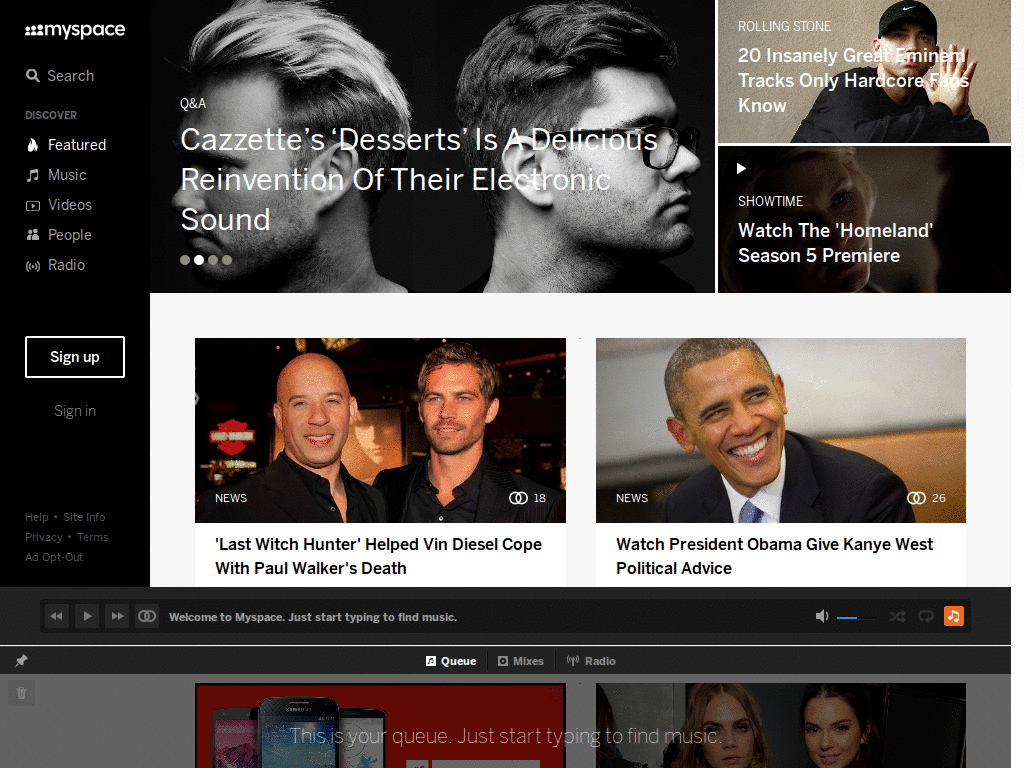 myspace
Search
DISCOVER
Featured
Music
Videos
People
Radio
Sign up
Sign in
Help • Site Info
Privacy • Terms
Ad Opt-Out
Q&A
Cazzette's 'Desserts' Is A Delicious
Reinvention Of Their Electronic
Sound
ROLLING STONE
20 Insanely Great Eminem
Tracks Only Hardcore Fans
Know
SHOWTIME
Watch The 'Homeland'
Season 5 Premiere
NEWS
18
'Last Witch Hunter' Helped Vin Diesel Cope
With Paul Walker's Death
NEWS
26
Watch President Obama Give Kanye West
Political Advice
Welcome to Myspace. Just start typing to find music.
Queue
Mixes
Radio
This is your queue. Just start typing to find music.